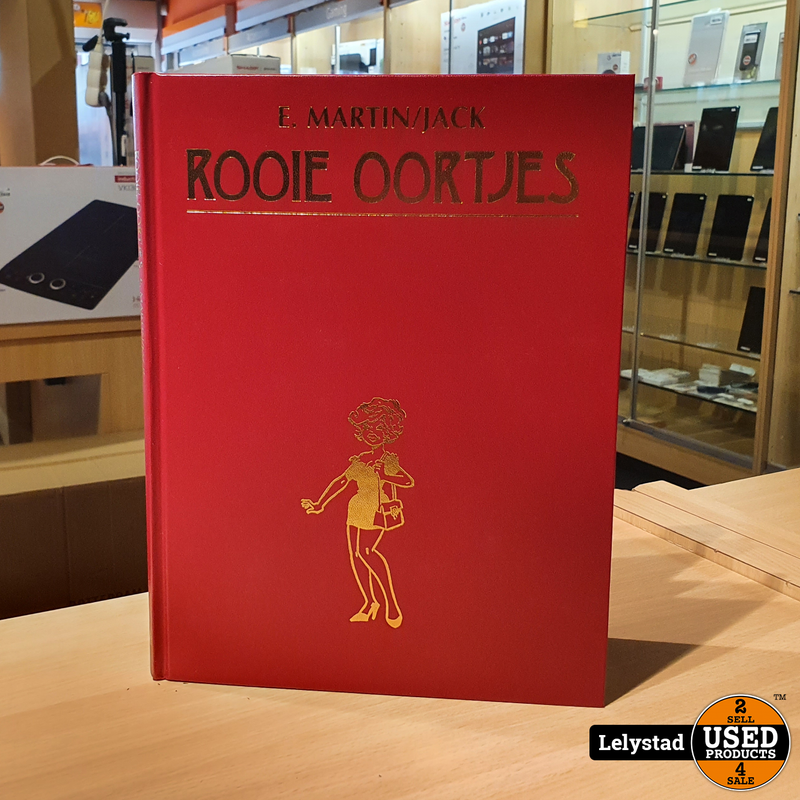 E. MARTIN/JACK
ROOIE OORTJES
Lelystad
2
SELL
USED
PRODUCTS
4
SALE
TM